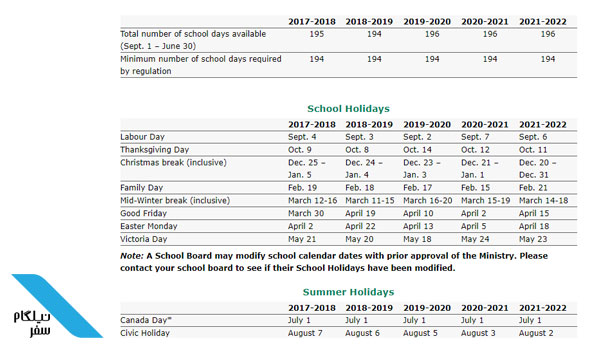 2017-2018 2018-2019 2019-2020 2020-2021 2021-2022
Total number of school days available 195 194 196 196 196
(Sept. 1 – June 30)
Minimum number of school days required 194 194 194 194 194
by regulation
School Holidays
2017-2018 2018-2019 2019-2020 2020-2021 2021-2022
Labour Day Sept. 4 Sept. 3 Sept. 2 Sept. 7 Sept. 6
Thanksgiving Day Oct. 9 Oct. 8 Oct. 14 Oct. 12 Oct. 11
Christmas break (inclusive) Dec. 25 – Dec. 24 – Dec. 23 – Dec. 21 – Dec. 20 –
Jan. 5 Jan. 4 Jan. 3 Jan. 1 Dec. 31
Family Day Feb. 19 Feb. 18 Feb. 17 Feb. 15 Feb. 21
Mid-Winter break (inclusive) March 12-16 March 11-15 March 16-20 March 15-19 March 14-18
Good Friday March 30 April 19 April 10 April 2 April 15
Easter Monday April 2 April 22 April 13 April 5 April 18
Victoria Day May 21 May 20 May 18 May 24 May 23
Note: A School Board may modify school calendar dates with prior approval of the Ministry. Please
contact your school board to see if their School Holidays have been modified.
Summer Holidays
2017-2018 2018-2019 2019-2020 2020-2021 2021-2022
Canada Day* July 1 July 1 July 1 July 1 July 1
Civic Holiday August 7 August 6 August 5 August 3 August 2
نیلگام
سفر